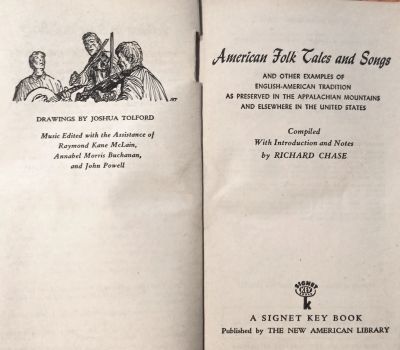 DRAWINGS BY JOSHUA TOLFORD
Music Edited with the Assistance of
Raymond Kane McLain,
Annabel Morris Buchanan,
and John Powell
American Folk Tales and Songs
AND OTHER EXAMPLES OF
ENGLISH-AMERICAN TRADITION
AS PRESERVED IN THE APPALACHIAN MOUNTAINS
AND ELSEWHERE IN THE UNITED STATES
Compiled
With Introduction and Notes
by RICHARD CHASE
SIGNET
KEY
k
A SIGNET KEY BOOK
Published by THE NEW AMERICAN LIBRARY